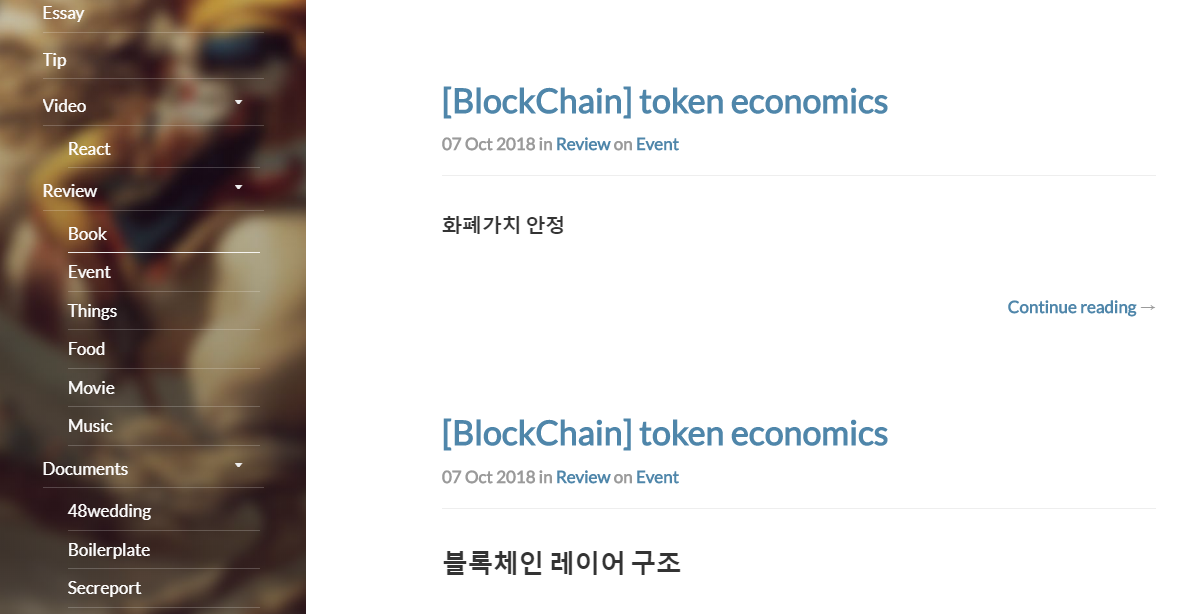 Essay
Tip
Video
React
Review
Book
Event
Things
Food
Movie
Music
Documents
48wedding
Boilerplate
Secreport
[BlockChain] token economics
07 Oct 2018 in Review on Event
화폐가치 안정
Continue reading →
[BlockChain] token economics
07 Oct 2018 in Review on Event
블록체인 레이어 구조